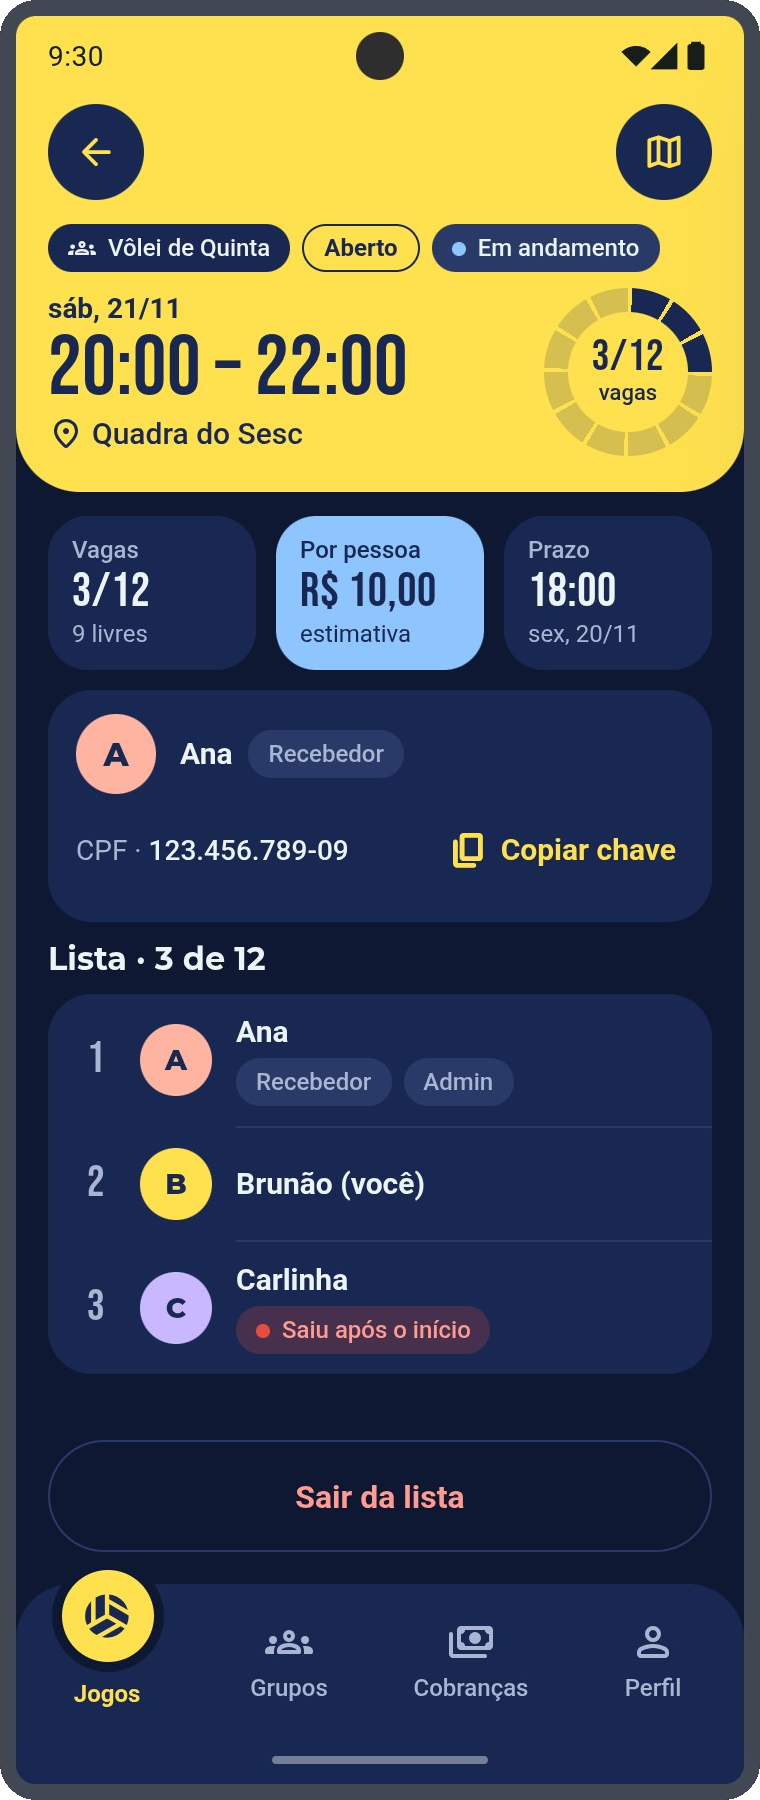 9:30
Vôlei de Quinta
Aberto
Em andamento
sáb, 21/11
20:00 – 22:00
Quadra do Sesc
3/12
vagas
Vagas
3/12
9 livres
Por pessoa
R$ 10,00
estimativa
Prazo
18:00
sex, 20/11
A
Ana
Recebedor
CPF · 123.456.789-09
Copiar chave
Lista · 3 de 12
1
A
Ana
Recebedor
Admin
2
B
Brunão (você)
3
C
Carlinha
Saiu após o início
Sair da lista
Jogos
Grupos
Cobranças
Perfil